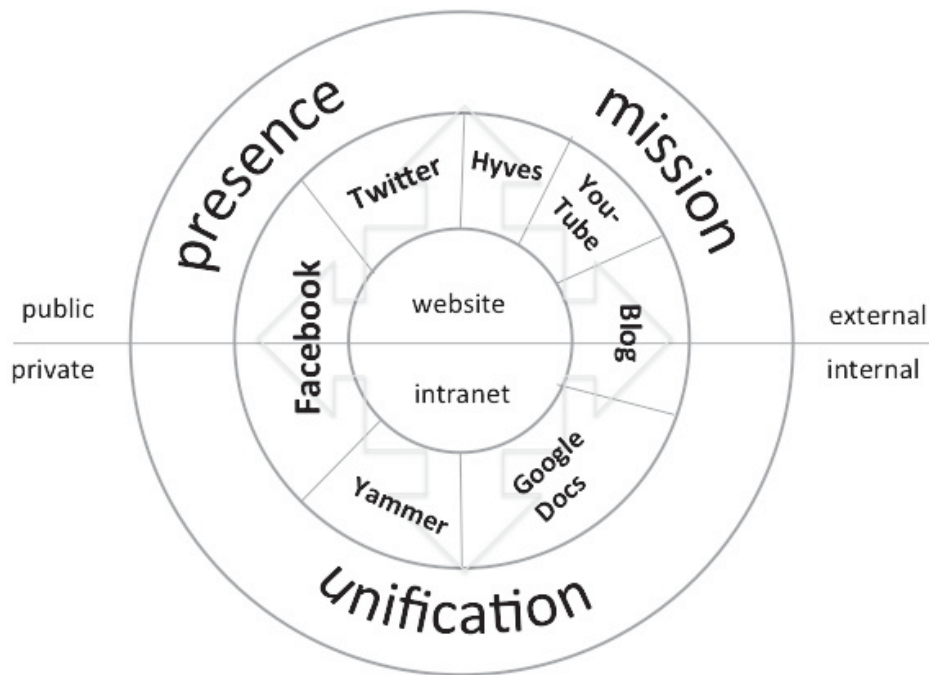 presence
mission
Twitter
Hyves
You-
Tube
Facebook
website
Blog
public
external
private
internal
intranet
Yammer
Google
Docs
unification